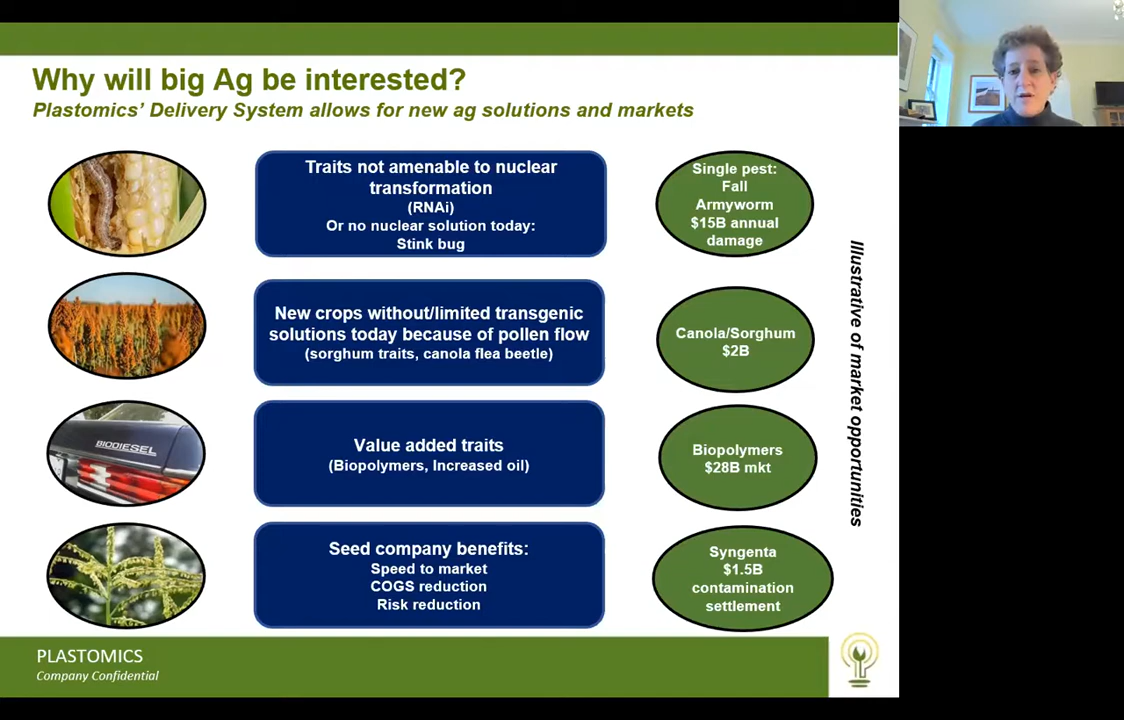 Why will big Ag be interested?
Plastomics’ Delivery System allows for new ag solutions and markets
Traits not amenable to nuclear
transformation
(RNAi)
Or no nuclear solution today:
Stink bug
Single pest:
Fall
Armyworm
$15B annual
damage
New crops without/limited transgenic
solutions today because of pollen flow
(sorghum traits, canola flea beetle)
Canola/Sorghum
$2B
BIODIESEL
Value added traits
(Biopolymers, Increased oil)
Biopolymers
$28B mkt
Seed company benefits:
Speed to market
COGS reduction
Risk reduction
Syngenta
$1.5B
contamination
settlement
Illustrative of market opportunities
PLASTOMICS
Company Confidential